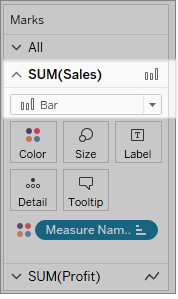 Marks
All
SUM(Sales)
Bar
Color Size Label
Detail Tooltip
Measure Nam..
SUM(Profit)